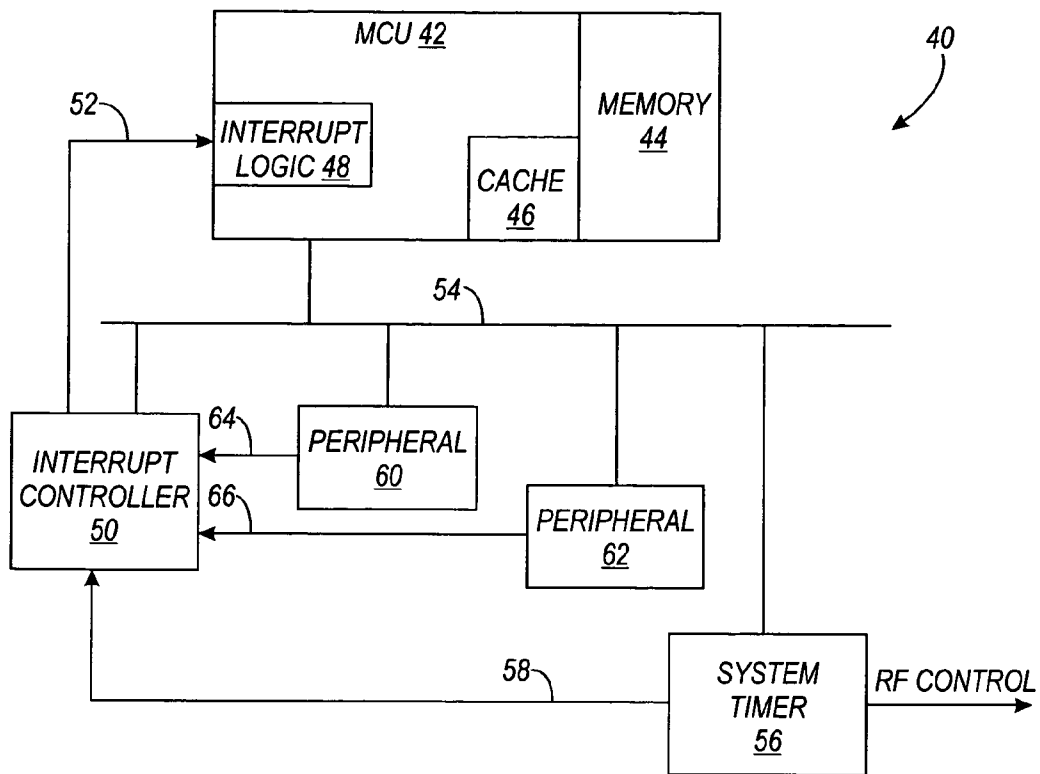 MCU 42
40
52
MEMORY
44
INTERRUPT
LOGIC 48
CACHE
46
54
64
PERIPHERAL
60
INTERRUPT
CONTROLLER
50
66
PERIPHERAL
62
58
SYSTEM
TIMER
56
RF CONTROL